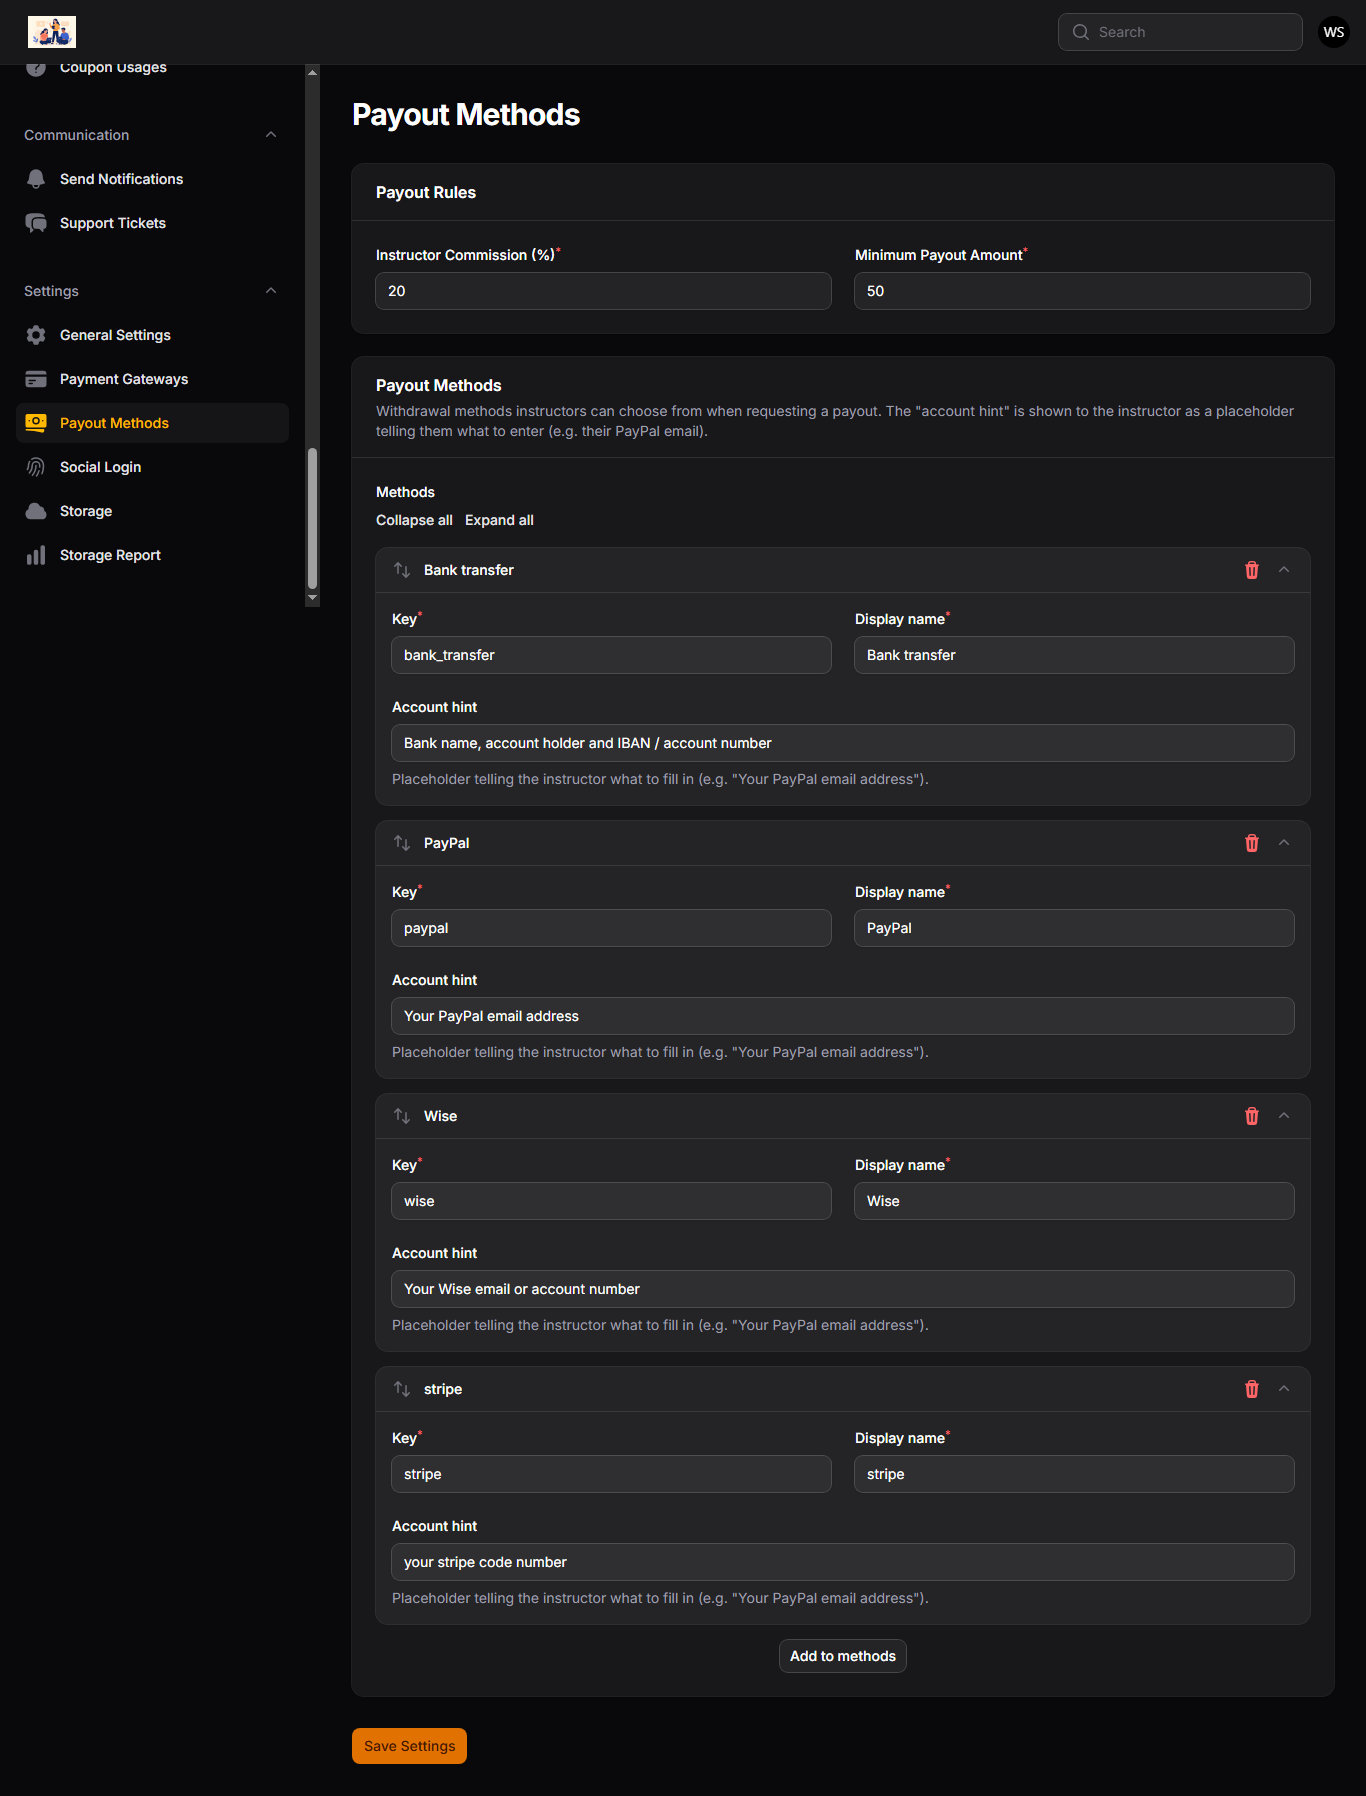 Search
WS
Coupon Usages
Communication
Send Notifications
Support Tickets
Settings
General Settings
Payment Gateways
Payout Methods
Social Login
Storage
Storage Report
Payout Methods
Payout Rules
Instructor Commission (%)*
Minimum Payout Amount*
20
50
Payout Methods
Withdrawal methods instructors can choose from when requesting a payout. The "account hint" is shown to the instructor as a placeholder
telling them what to enter (e.g. their PayPal email).
Methods
Collapse all Expand all
Bank transfer
Key*
Display name*
bank_transfer
Bank transfer
Account hint
Bank name, account holder and IBAN / account number
Placeholder telling the instructor what to fill in (e.g. "Your PayPal email address").
PayPal
Key*
Display name*
paypal
PayPal
Account hint
Your PayPal email address
Placeholder telling the instructor what to fill in (e.g. "Your PayPal email address").
Wise
Key*
Display name*
wise
Wise
Account hint
Your Wise email or account number
Placeholder telling the instructor what to fill in (e.g. "Your PayPal email address").
stripe
Key*
Display name*
stripe
stripe
Account hint
your stripe code number
Placeholder telling the instructor what to fill in (e.g. "Your PayPal email address").
Add to methods
Save Settings